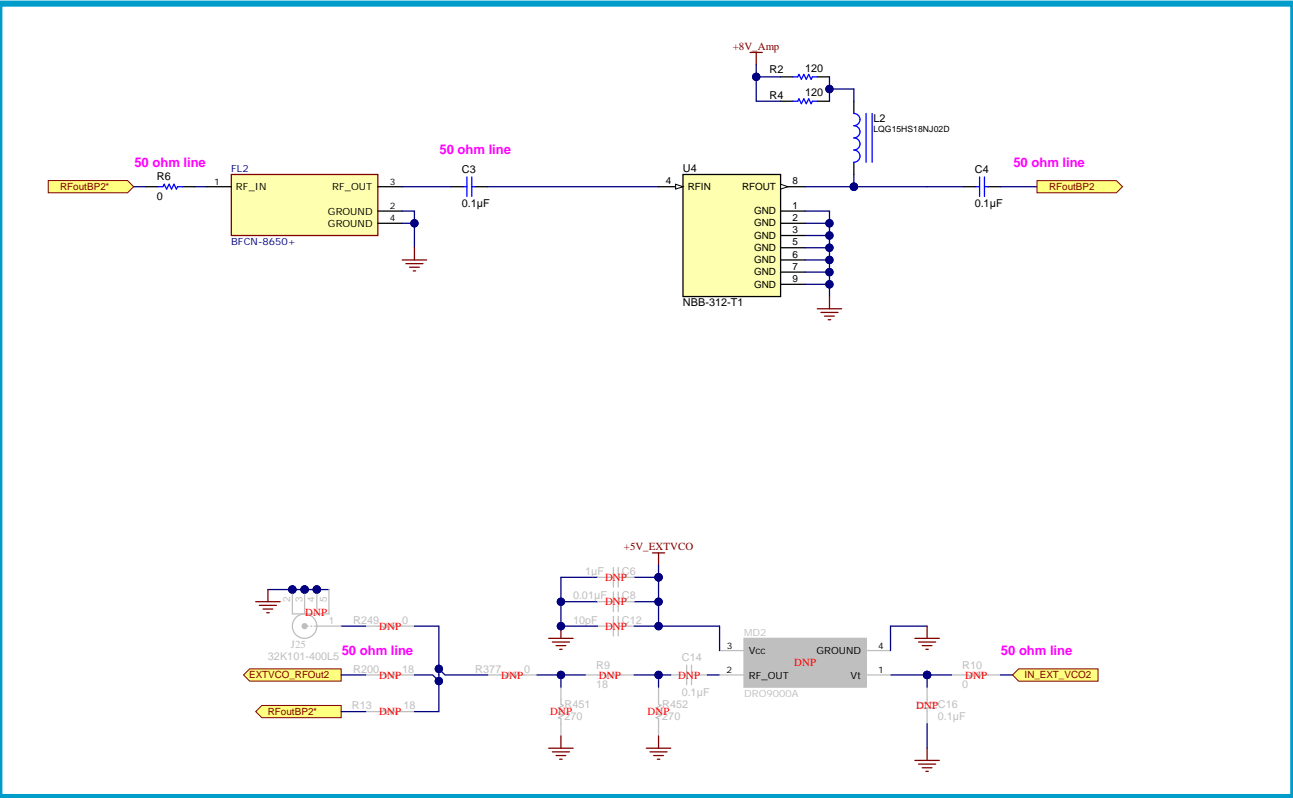 +8V_Amp
R2 120
R4 120
L2
LQG15HS18NJ02D
50 ohm line
50 ohm line
50 ohm line
RFoutBP2*
R6
0
FL2
1 RF_IN RF_OUT 3
GROUND 2
GROUND 4
BFCN-8650+
C3
0.1µF
U4
4 RFIN RFOUT 8
GND 1
GND 2
GND 3
GND 5
GND 6
GND 7
GND 9
NBB-312-T1
C4
0.1µF
RFoutBP2
+5V_EXTVCO
1µF DNP C6
0.01µF DNP C8
10pF DNP C12
2 3 4 5
DNP
1
J25
32K101-400L5
R249 DNP 0
50 ohm line
EXTVCO_RFOut2
R200 DNP 18
RFoutBP2*
R13 DNP 18
R377 DNP 0
R9
DNP
18
DNP R451
270
DNP R452
270
C14
DNP
0.1µF
MD2
3 Vcc GROUND 4
DNP
2 RF_OUT Vt 1
DRO9000A
50 ohm line
R10
DNP
0
IN_EXT_VCO2
DNP C16
0.1µF